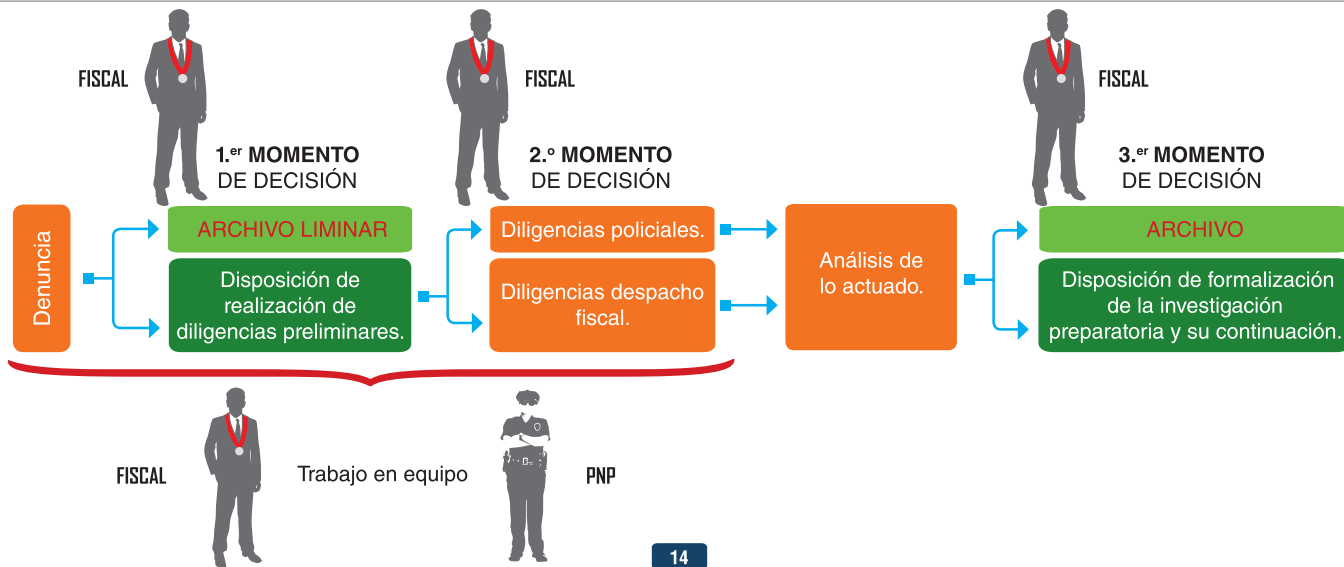 FISCAL
1.er MOMENTO
DE DECISIÓN
FISCAL
2.º MOMENTO
DE DECISIÓN
FISCAL
3.er MOMENTO
DE DECISIÓN
Denuncia
ARCHIVO LIMINAR
Disposición de
realización de
diligencias preliminares.
Diligencias policiales.
Diligencias despacho
fiscal.
Análisis de
lo actuado.
ARCHIVO
Disposición de formalización
de la investigación
preparatoria y su continuación.
FISCAL
Trabajo en equipo
PNP
14